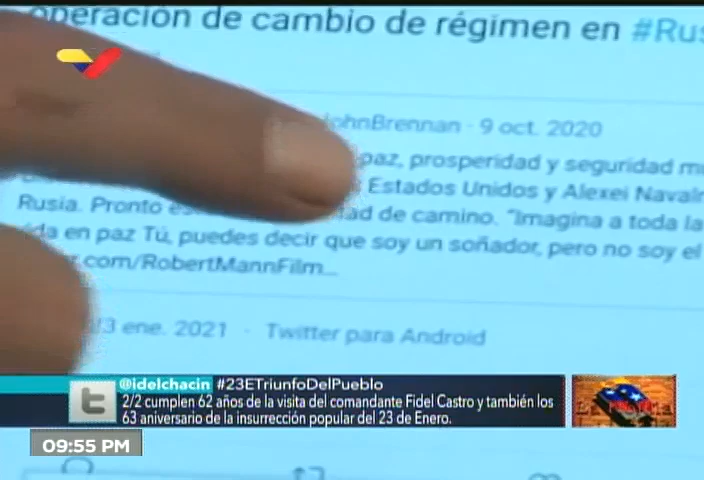 operación de cambio de régimen en #Rus
JohnBrennan · 9 oct. 2020
paz, prosperidad y seguridad
Estados Unidos y Alexei Navaln
Rusia. Pronto de camino. "Imagina a toda la
en paz Tú, puedes decir que soy un soñador, pero no soy el
.com/RobertMannFilm...
3 ene. 2021 · Twitter para Android
@idelchacin #23ETriunfoDelPueblo
2/2 cumplen 62 años de la visita del comandante Fidel Castro y también los
63 aniversario de la insurrección popular del 23 de Enero.
09:55 PM